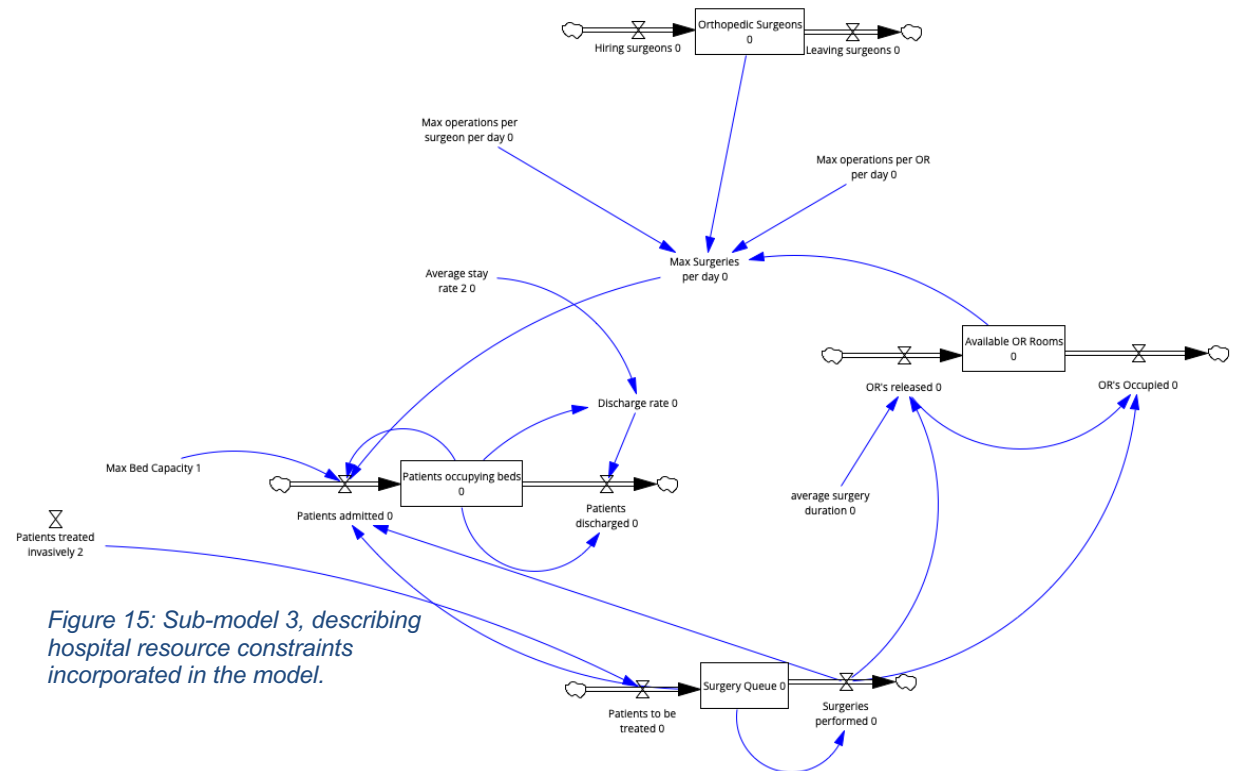 Orthopedic Surgeons
0
Hiring surgeons 0
Leaving surgeons 0
Max operations per
surgeon per day 0
Max operations per OR
per day 0
Max Surgeries
per day 0
Average stay
rate 2 0
Available OR Rooms
0
OR's released 0
OR's Occupied 0
Discharge rate 0
Max Bed Capacity 1
Patients occupying beds
0
Patients admitted 0
Patients
discharged 0
average surgery
duration 0
Patients treated
invasively 2
Figure 15: Sub-model 3, describing
hospital resource constraints
incorporated in the model.
Surgery Queue 0
Patients to be
treated 0
Surgeries
performed 0